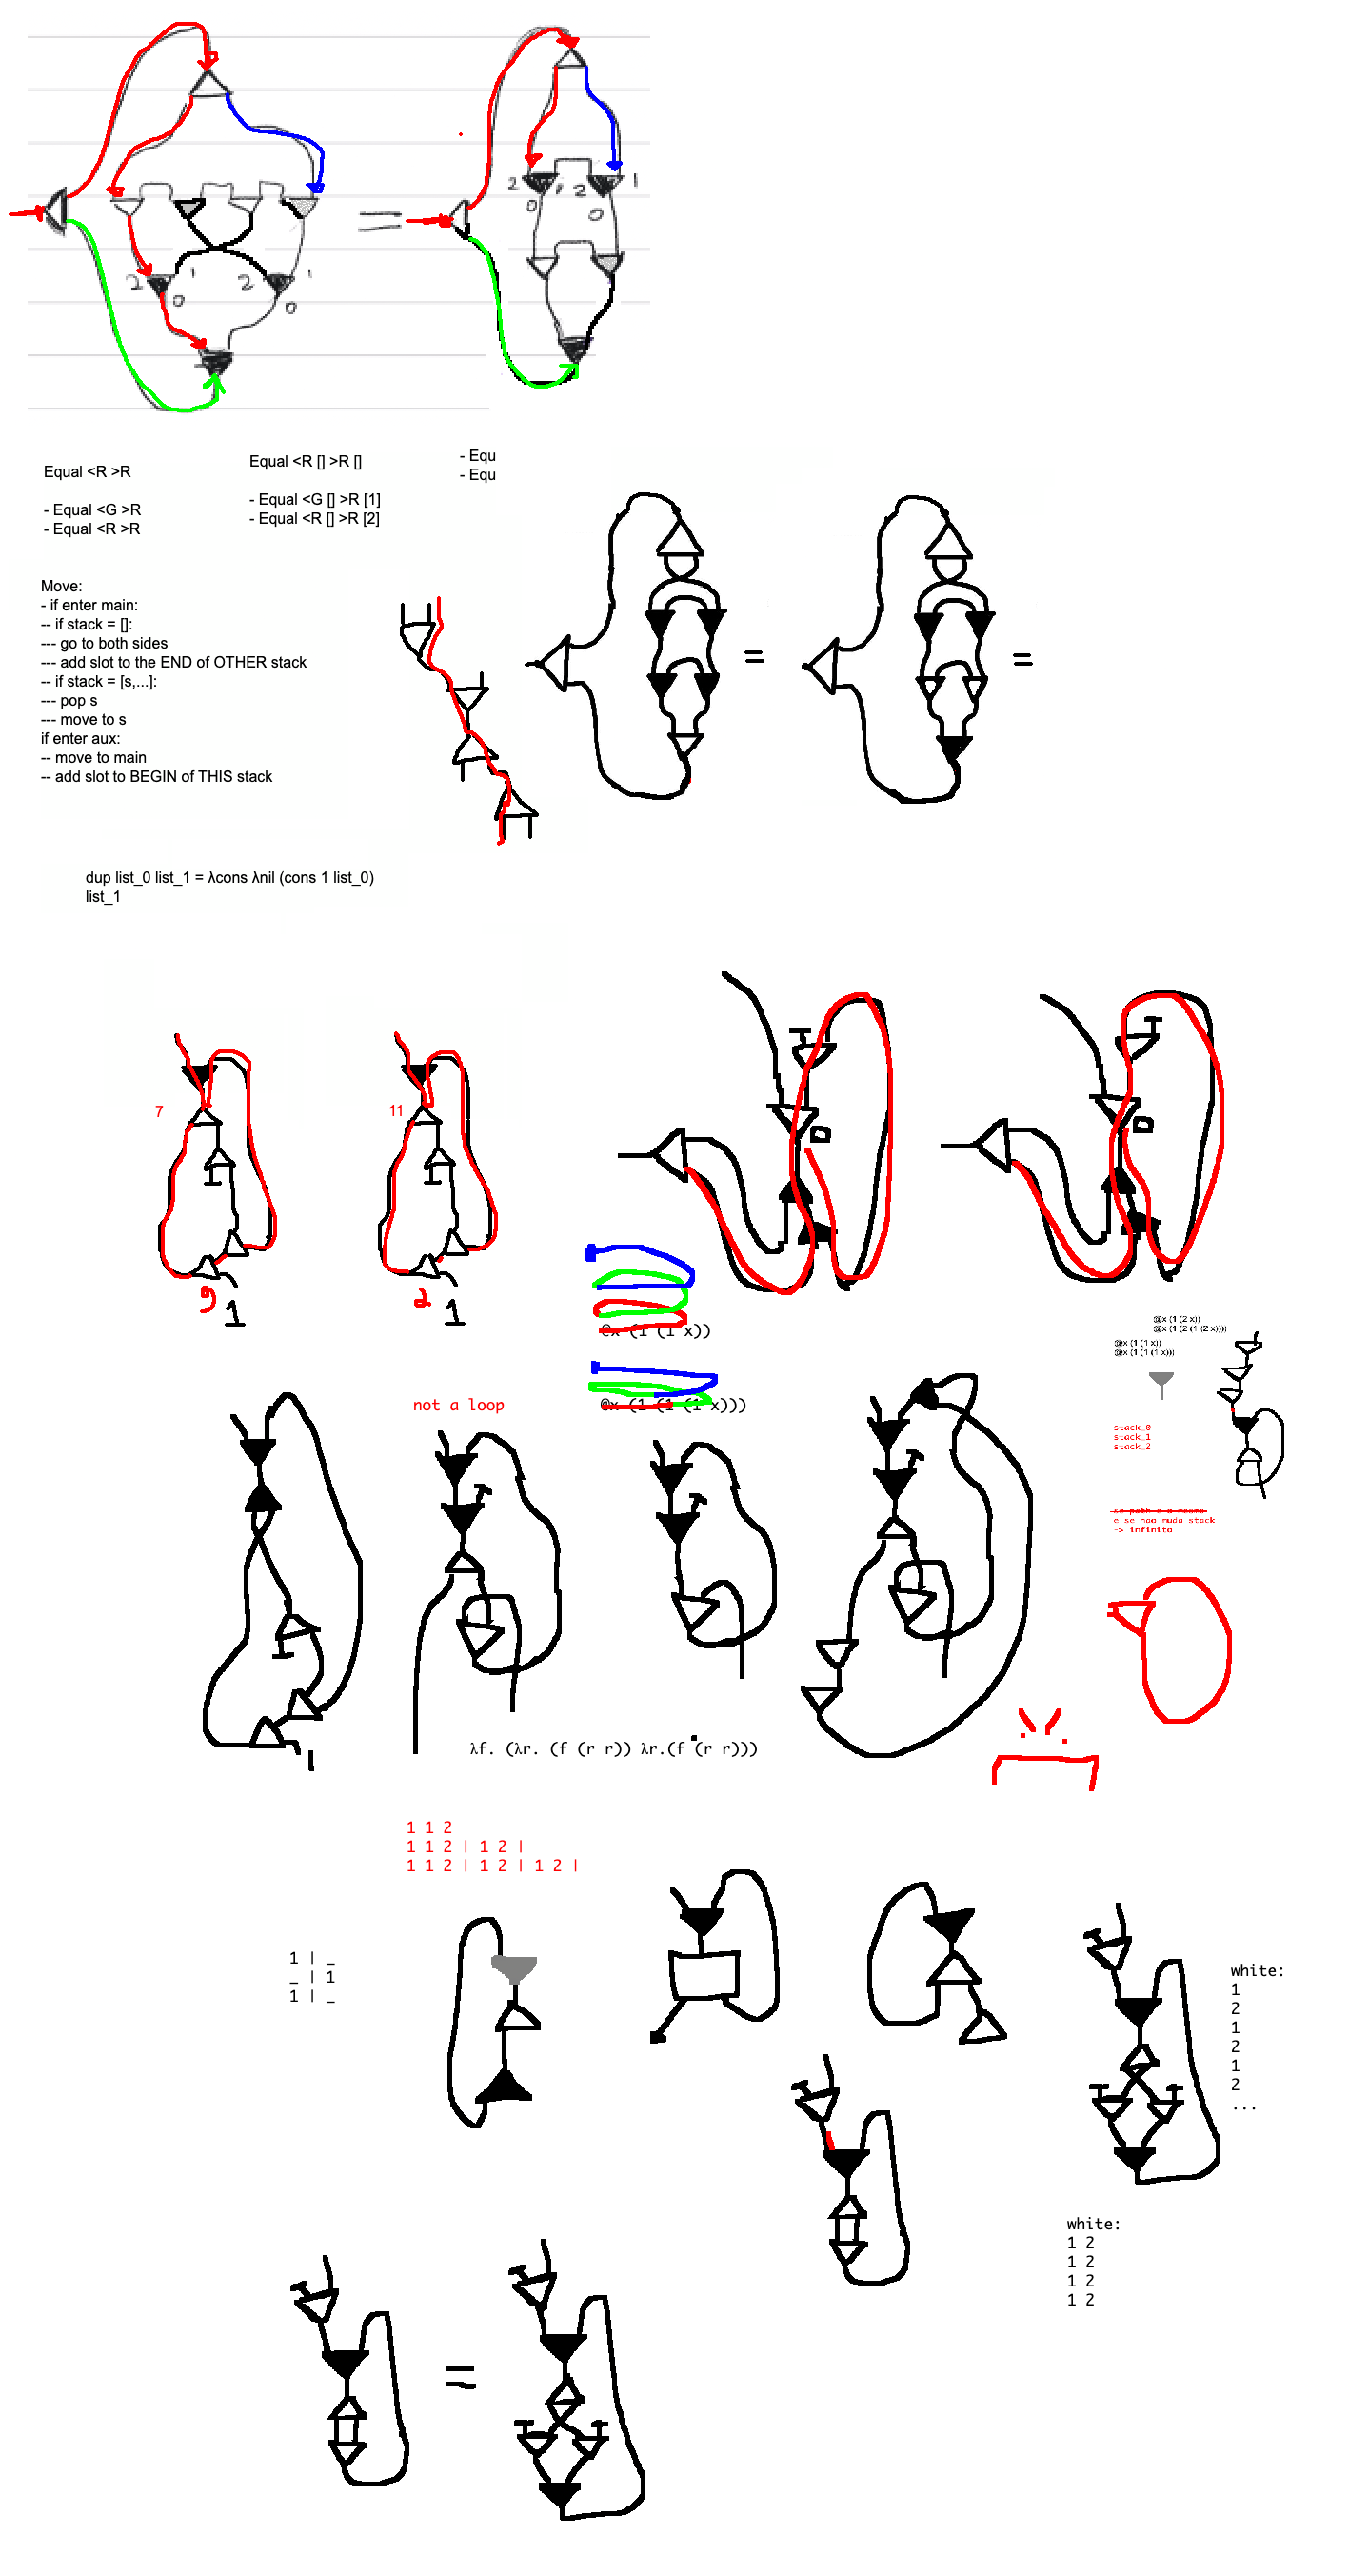 2 1 2 1
0 0
2 1 2 1
0 0
Equal <R >R
- Equal <G >R
- Equal <R >R
Equal <R [] >R []
- Equal <G [] >R [1]
- Equal <R [] >R [2]
- Equ
- Equ
Move:
- if enter main:
-- if stack = []:
--- go to both sides
--- add slot to the END of OTHER stack
-- if stack = [s,...]:
--- pop s
--- move to s
if enter aux:
-- move to main
-- add slot to BEGIN of THIS stack
= =
dup list_0 list_1 = λcons λnil (cons 1 list_0)
list_1
7
11
9 1
2 1
@x (1 (1 x))
@x (1 (1 (1 x)))
@x (1 (2 x))
@x (1 (2 (1 (2 x))))
@x (1 (1 x))
@x (1 (1 (1 x)))
stack_0
stack_1
stack_2
se path é o mesmo
e se nao muda stack
-> infinito
not a loop
1
λf. (λr. (f (r r)) λr.(f (r r)))
1 1 2
1 1 2 | 1 2 |
1 1 2 | 1 2 | 1 2 |
1 | _
_ | 1
1 | _
white:
1
2
1
2
1
2
...
white:
1 2
1 2
1 2
1 2
=